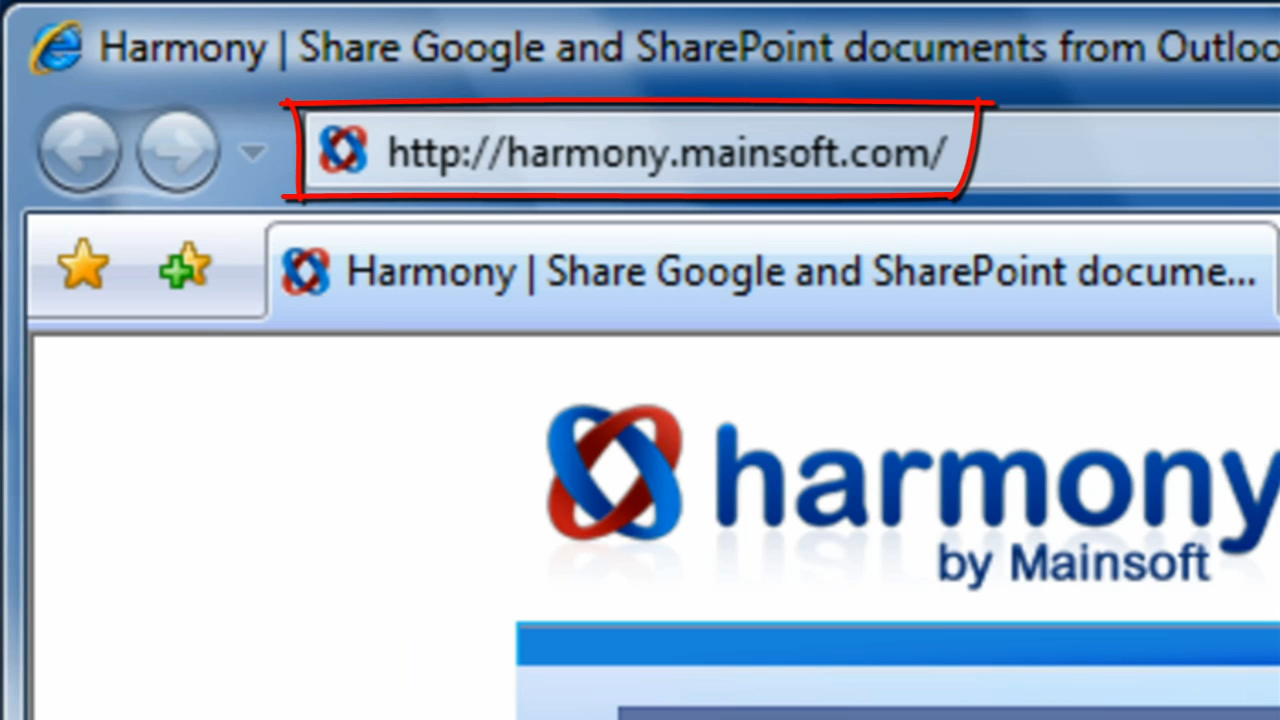 Harmony | Share Google and SharePoint documents from
http://harmony.mainsoft.com/
Harmony | Share Google and SharePoint docume...
harmony
by Mainsoft